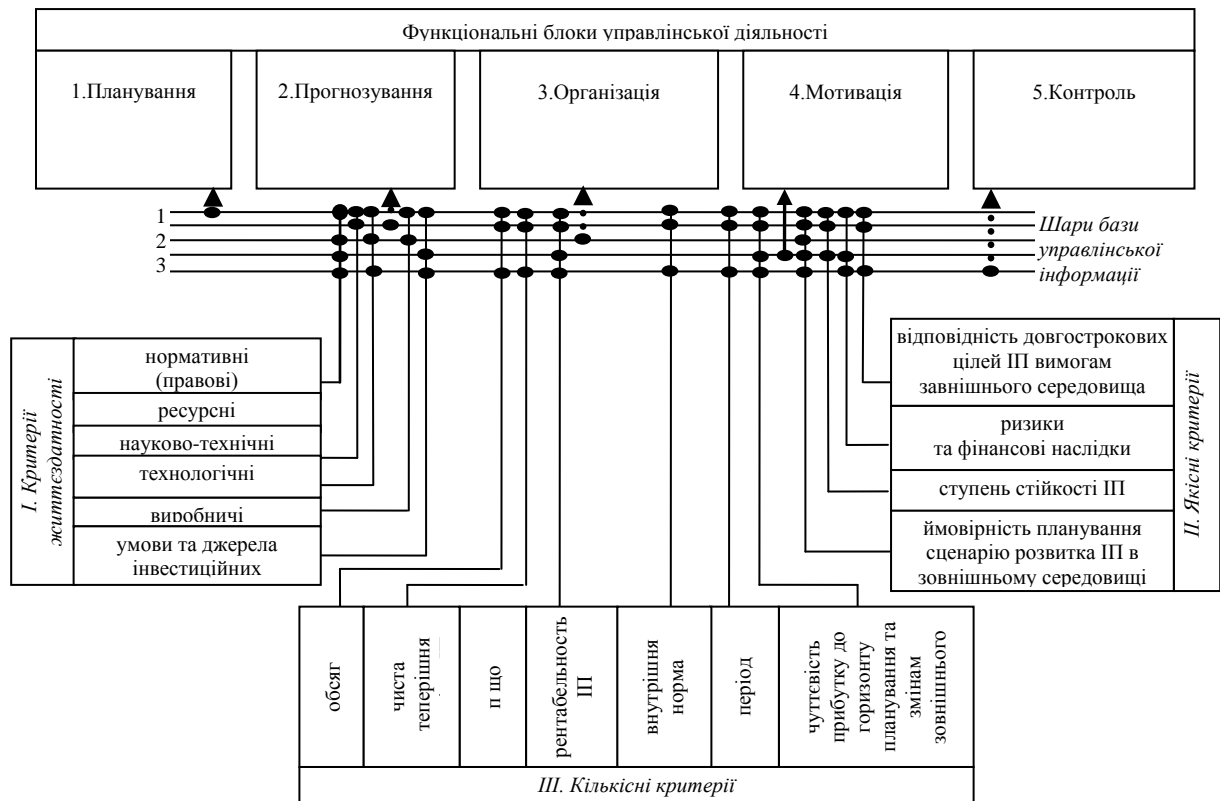 Функціональні блоки управлінської діяльності
1.Планування
2.Прогнозування
3.Організація
4.Мотивація
5.Контроль
1
2
3
Шари бази
управлінської
інформації
І. Критерії
життєздатності
нормативні
(правові)
ресурсні
науково-технічні
технологічні
виробничі
умови та джерела
інвестиційних
відповідність довгострокових
цілей ІП вимогам
завнішнього середовища
ризики
та фінансові наслідки
ступень стійкості ІП
ймовірність планування
сценарію розвитка ІП в
зовнішньому середовищі
ІІ. Якісні критерії
обсяг
чиста
теперішня
п що
рентабельность
ІП
внутрішня
норма
період
чуттєвість
прибутку до
горизонту
планування та
змінам
зовнішнього
ІІІ. Кількісні критерії